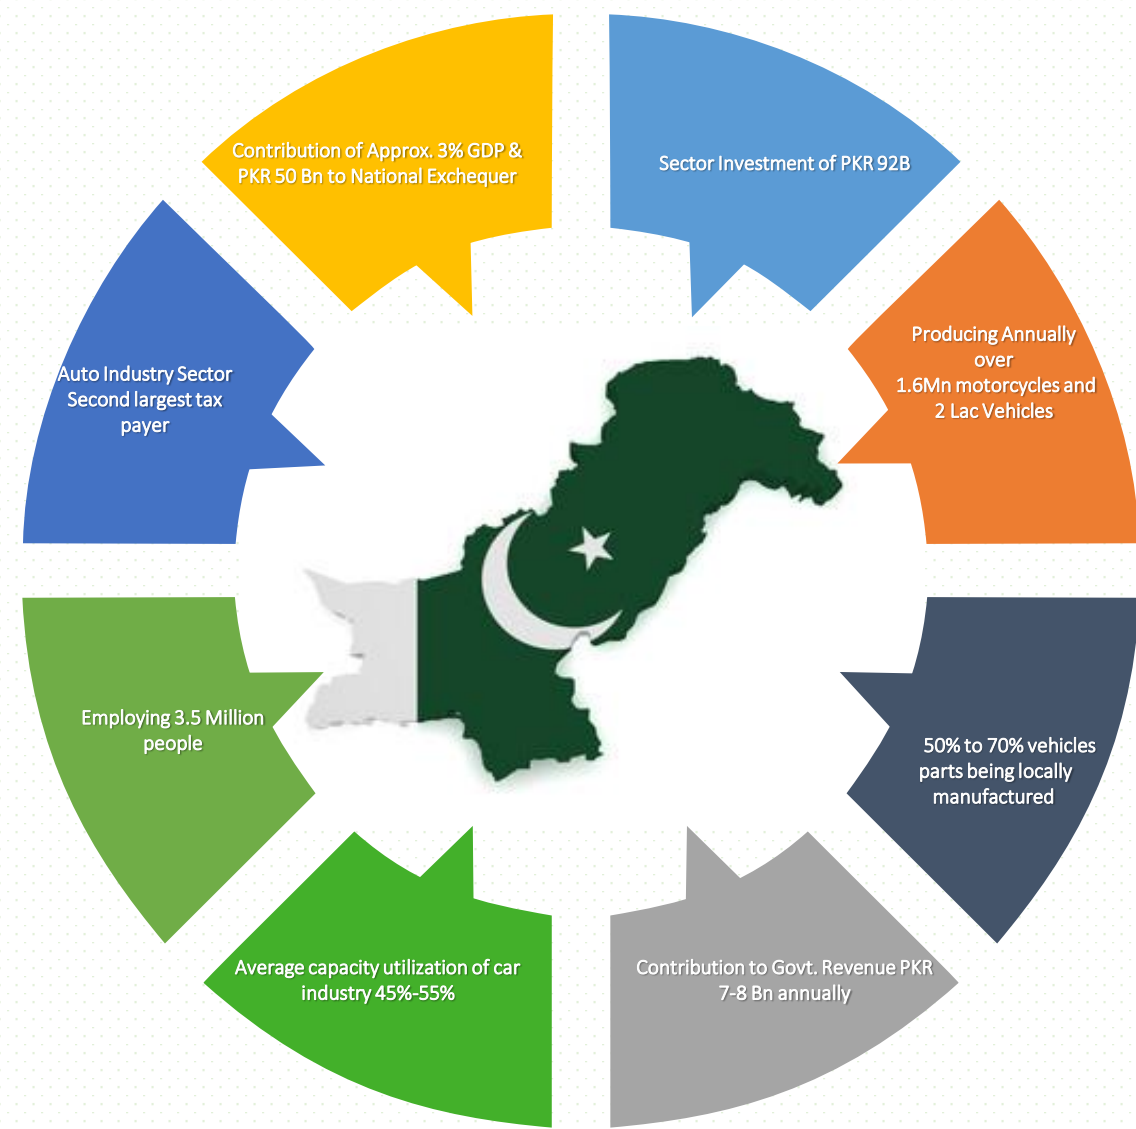 Contribution of Approx. 3% GDP &
PKR 50 Bn to National Exchequer
Sector Investment of PKR 92B
Producing Annually
over
1.6Mn motorcycles and
2 Lac Vehicles
50% to 70% vehicles
parts being locally
manufactured
Contribution to Govt. Revenue PKR
7-8 Bn annually
Average capacity utilization of car
industry 45%-55%
Employing 3.5 Million
people
Auto Industry Sector
Second largest tax
payer